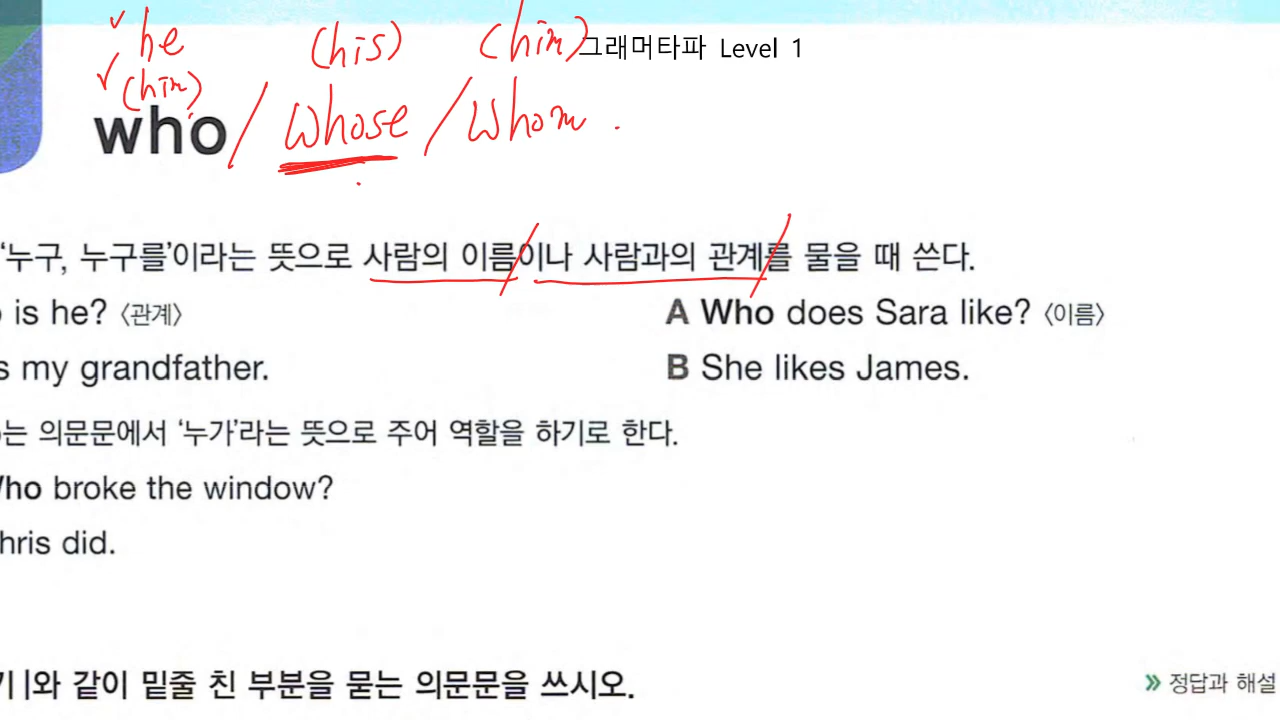 he (his) (him) 그래머타파 Level 1
(him)
who / whose / whom .
‘누구, 누구를’이라는 뜻으로 사람의 이름이나 사람과의 관계를 물을 때 쓴다.
is he? 〈관계〉 A Who does Sara like? 〈이름〉
s my grandfather. B She likes James.
는 의문문에서 ‘누가’라는 뜻으로 주어 역할을 하기로 한다.
Who broke the window?
hris did.
기|와 같이 밑줄 친 부분을 묻는 의문문을 쓰시오. » 정답과 해설